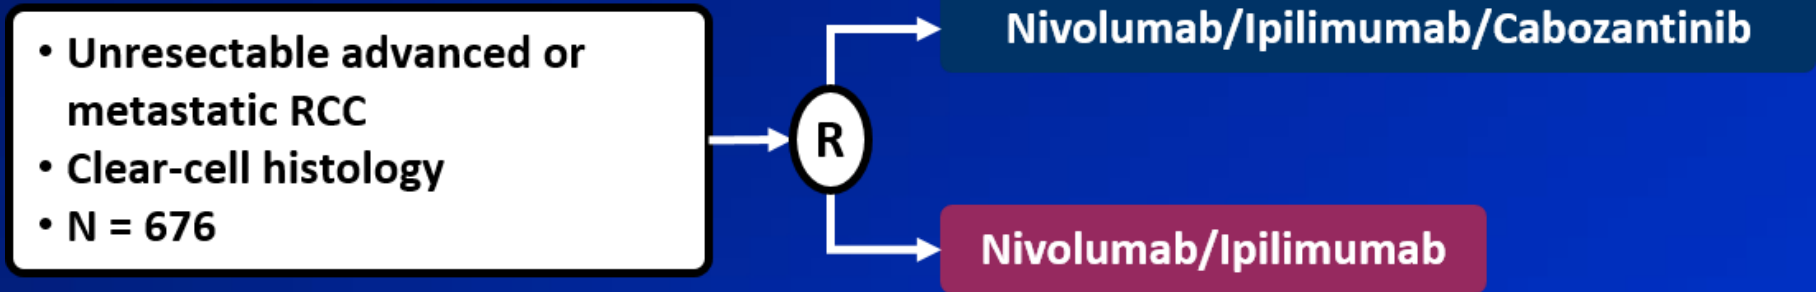 • Unresectable advanced or
metastatic RCC
• Clear-cell histology
• N = 676
R
Nivolumab/Ipilimumab/Cabozantinib
Nivolumab/Ipilimumab